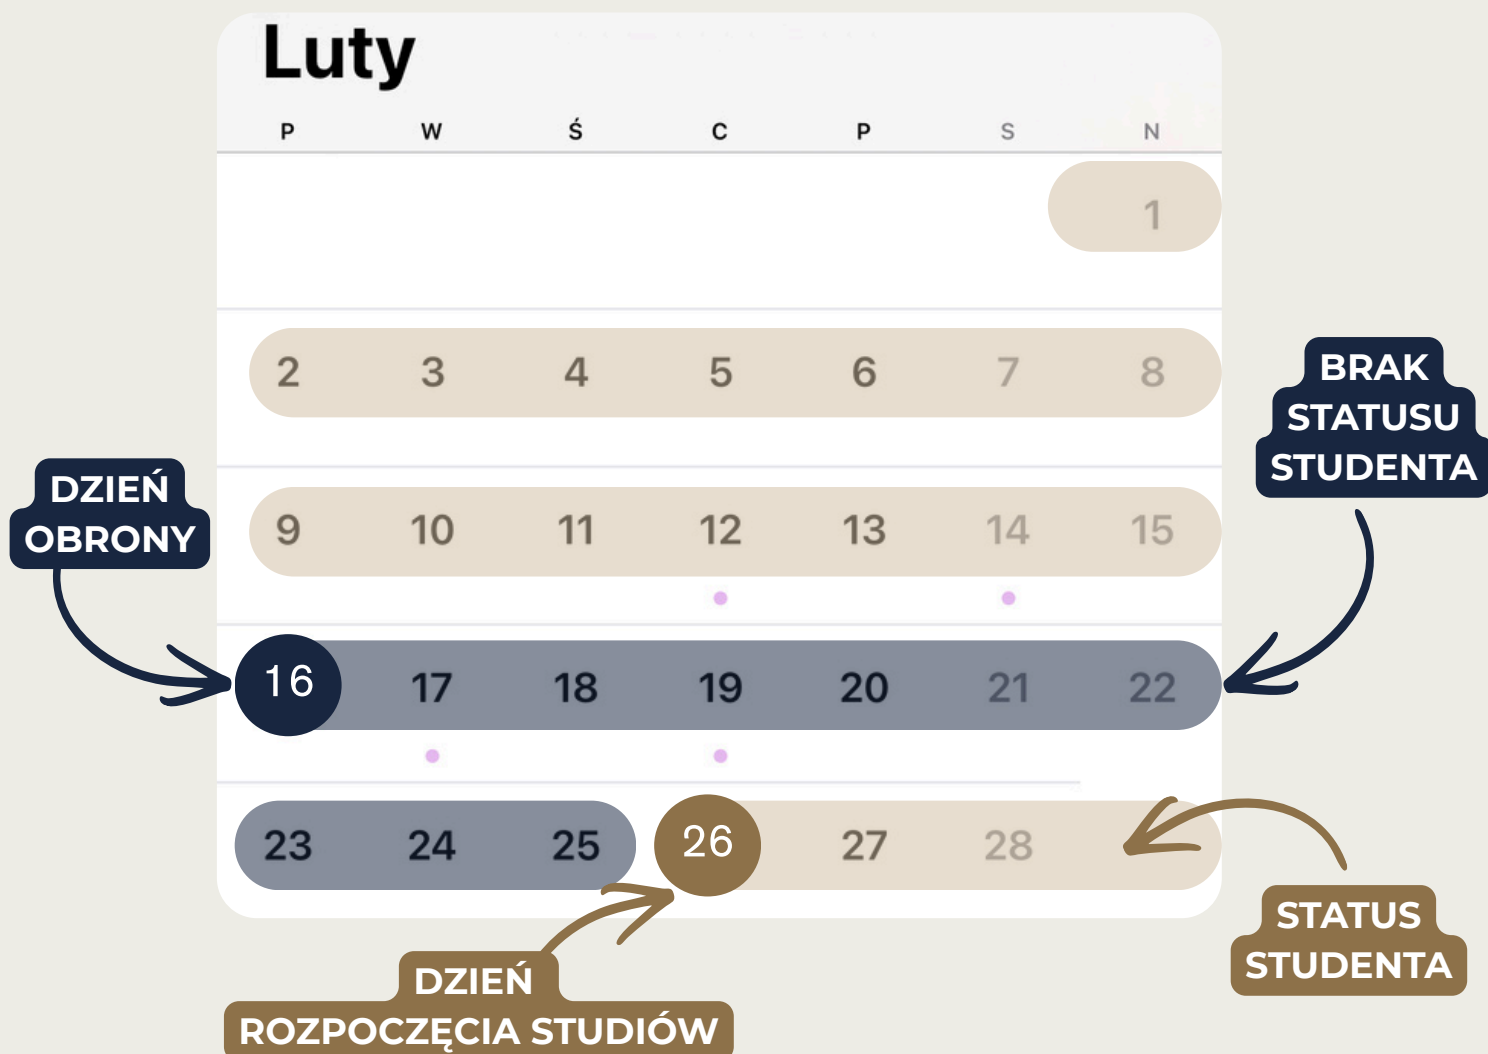 Luty
P W Ś C P S N
1
2 3 4 5 6 7 8
BRAK
STATUSU
STUDENTA
DZIEŃ
OBRONY
9 10 11 12 13 14 15
16 17 18 19 20 21 22
23 24 25 26 27 28
STATUS
STUDENTA
DZIEŃ
ROZPOCZĘCIA STUDIÓW